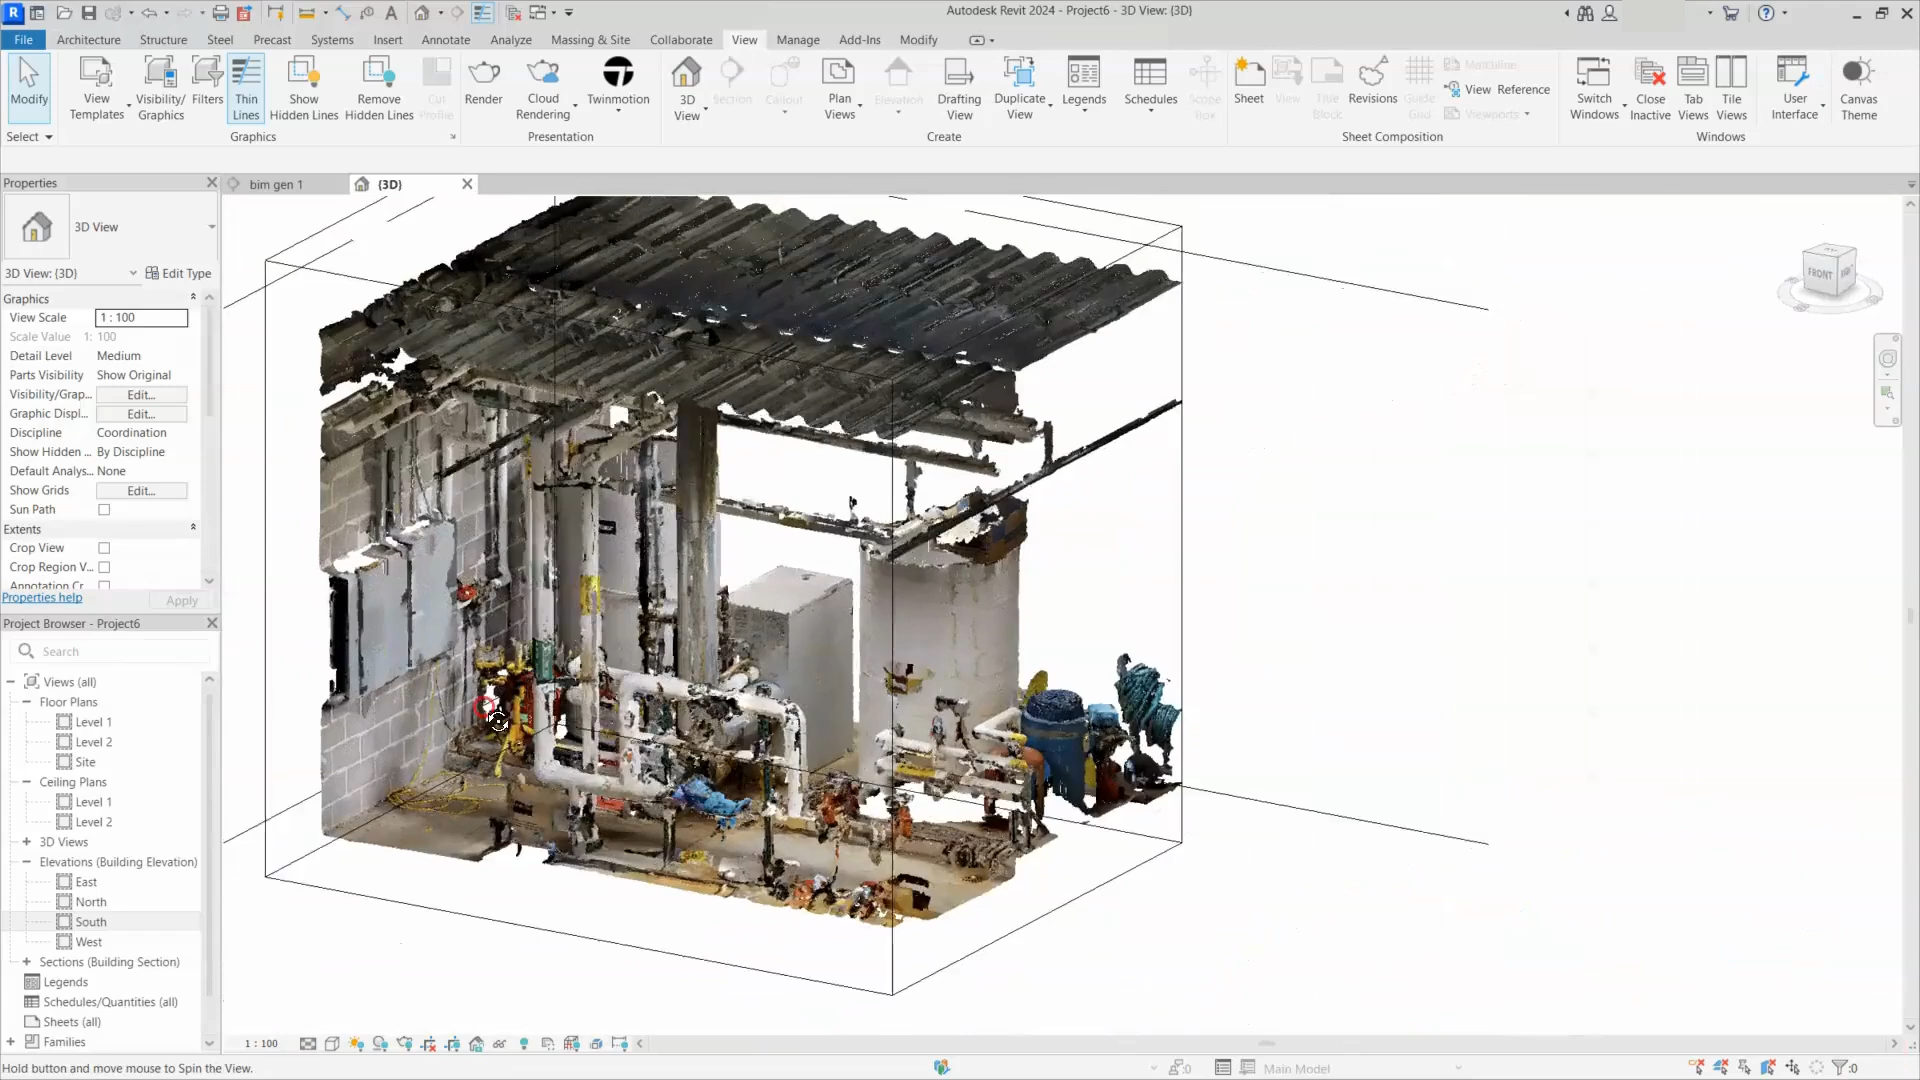 Autodesk Revit 2024 - Project6 - 3D View: {3D}
File Architecture Structure Steel Precast Systems Insert Annotate Analyze Massing & Site Collaborate View Manage Add-Ins Modify
Modify
View Templates
Visibility/ Graphics
Filters
Thin Lines
Show Hidden Lines
Remove Hidden Lines
Cut Profile
Render
Cloud Rendering
Twinmotion
3D View
Section
Callout
Plan Views
Elevation
Drafting View
Duplicate View
Legends
Schedules
Scope Box
Sheet
View
Title Block
Revisions
Guide Grid
Matchline
View Reference
Viewports
Switch Windows
Close Inactive
Tab Views
Tile Views
User Interface
Canvas Theme
Select Graphics Presentation Create Sheet Composition Windows
Properties
bim gen 1
{3D}
3D View
3D View: {3D} Edit Type
Graphics
View Scale 1 : 100
Scale Value 1: 100
Detail Level Medium
Parts Visibility Show Original
Visibility/Grap... Edit...
Graphic Displ... Edit...
Discipline Coordination
Show Hidden ... By Discipline
Default Analys... None
Show Grids Edit...
Sun Path
Extents
Crop View
Crop Region V...
Annotation Cr...
Properties help Apply
Project Browser - Project6
Search
Views (all)
Floor Plans
Level 1
Level 2
Site
Ceiling Plans
Level 1
Level 2
3D Views
Elevations (Building Elevation)
East
North
South
West
Sections (Building Section)
Legends
Schedules/Quantities (all)
Sheets (all)
Families
FRONT
1 : 100
Hold button and move mouse to Spin the View.
:0
Main Model
:0